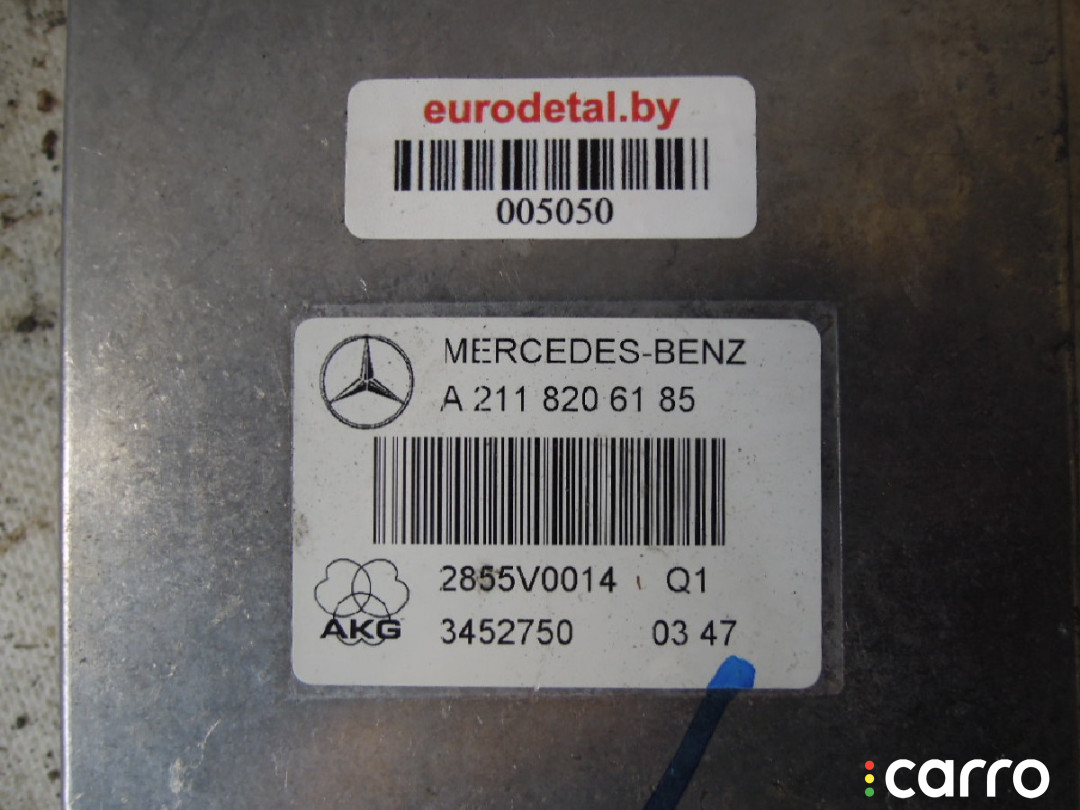 eurodetal.by
005050
MERCEDES-BENZ
A 211 820 61 85
2855V0014 Q1
AKG 3452750 03 47
carro